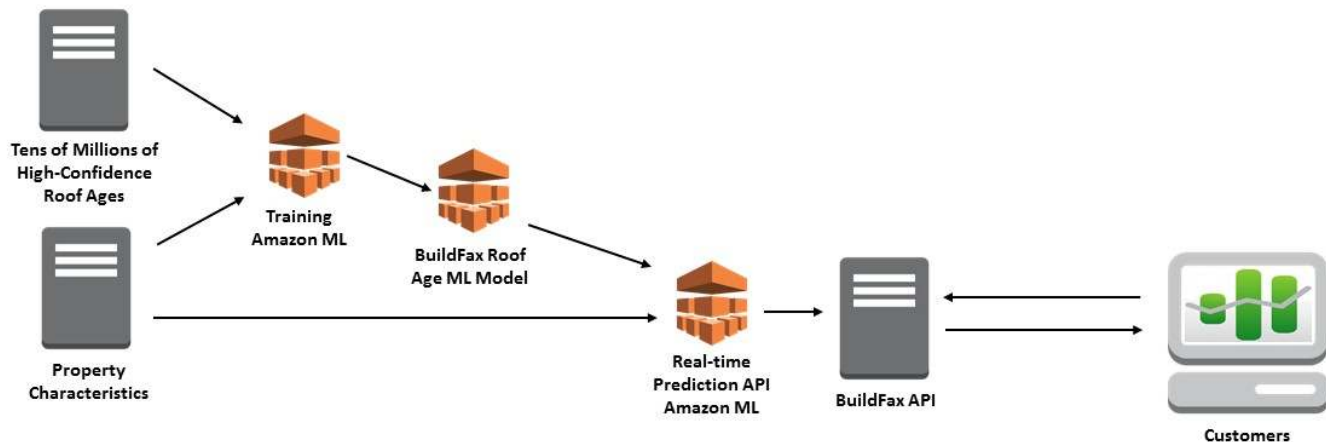 Tens of Millions of
High-Confidence
Roof Ages
Training
Amazon ML
BuildFax Roof
Age ML Model
Property
Characteristics
Real-time
Prediction API
Amazon ML
BuildFax API
Customers